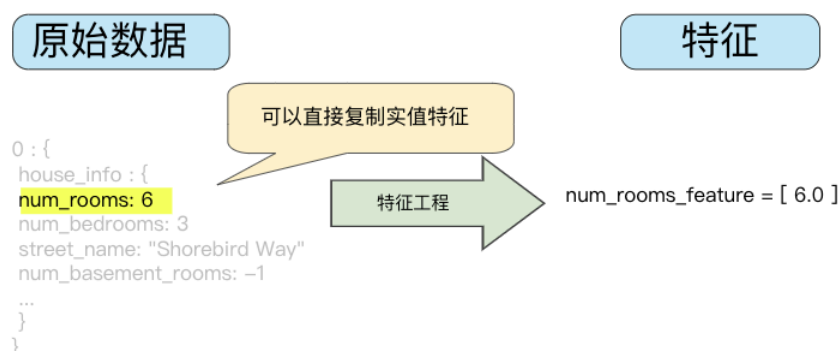 原始数据
特征
可以直接复制实值特征
0 : {
house_info : {
num_rooms: 6
num_bedrooms: 3
street_name: "Shorebird Way"
num_basement_rooms: -1
...
}
}
特征工程
num_rooms_feature = [ 6.0 ]